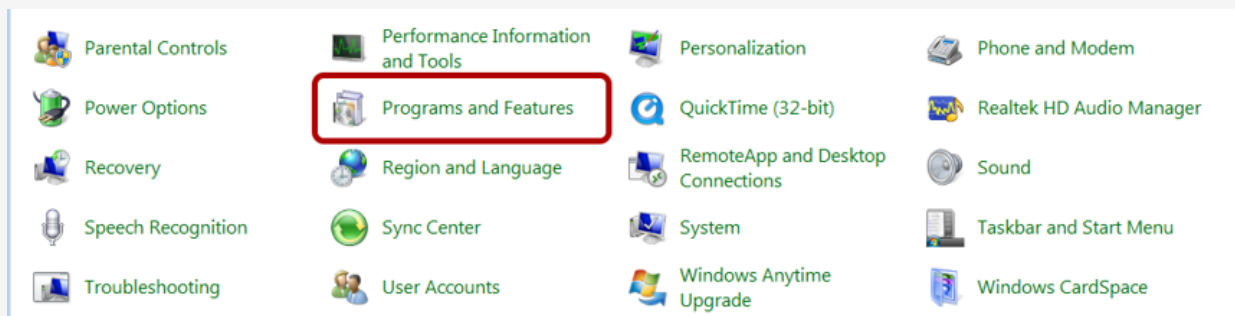 Parental Controls
Performance Information
and Tools
Personalization
Phone and Modem
Power Options
Programs and Features
QuickTime (32-bit)
Realtek HD Audio Manager
Recovery
Region and Language
RemoteApp and Desktop
Connections
Sound
Speech Recognition
Sync Center
System
Taskbar and Start Menu
Troubleshooting
User Accounts
Windows Anytime
Upgrade
Windows CardSpace